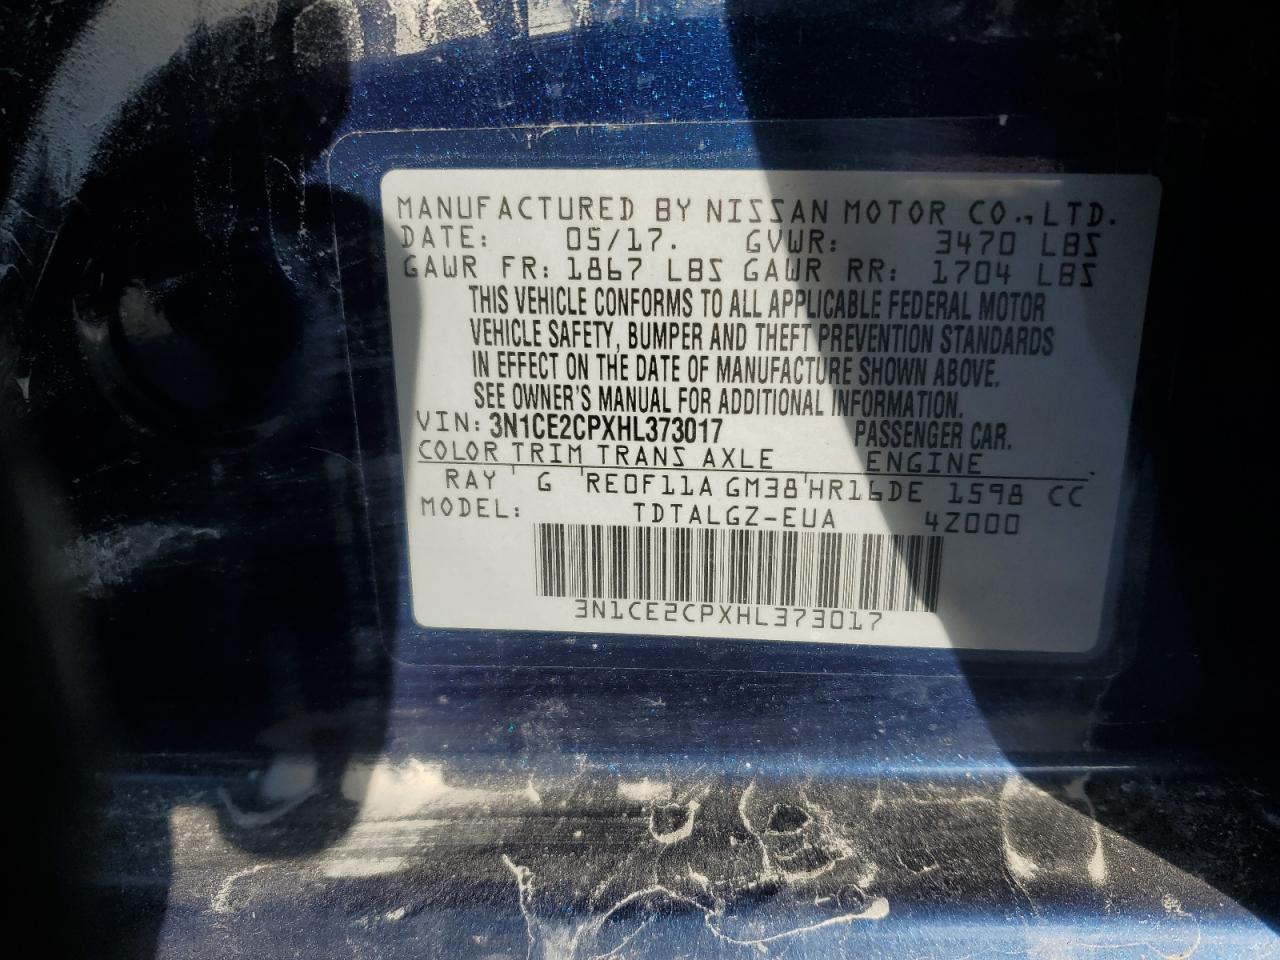 MANUFACTURED BY NISSAN MOTOR CO., LTD.
DATE: 05/17. GVWR: 3470 LBS
GAWR FR: 1867 LBS GAWR RR: 1704 LBS
THIS VEHICLE CONFORMS TO ALL APPLICABLE FEDERAL MOTOR
VEHICLE SAFETY, BUMPER AND THEFT PREVENTION STANDARDS
IN EFFECT ON THE DATE OF MANUFACTURE SHOWN ABOVE.
SEE OWNER'S MANUAL FOR ADDITIONAL INFORMATION.
VIN: 3N1CE2CPXHL373017 PASSENGER CAR.
COLOR TRIM TRANS AXLE ENGINE
RAY G RE0F11A GM38 HR16DE 1598 CC
MODEL: TDTALGZ-EUA 4Z000
3N1CE2CPXHL373017